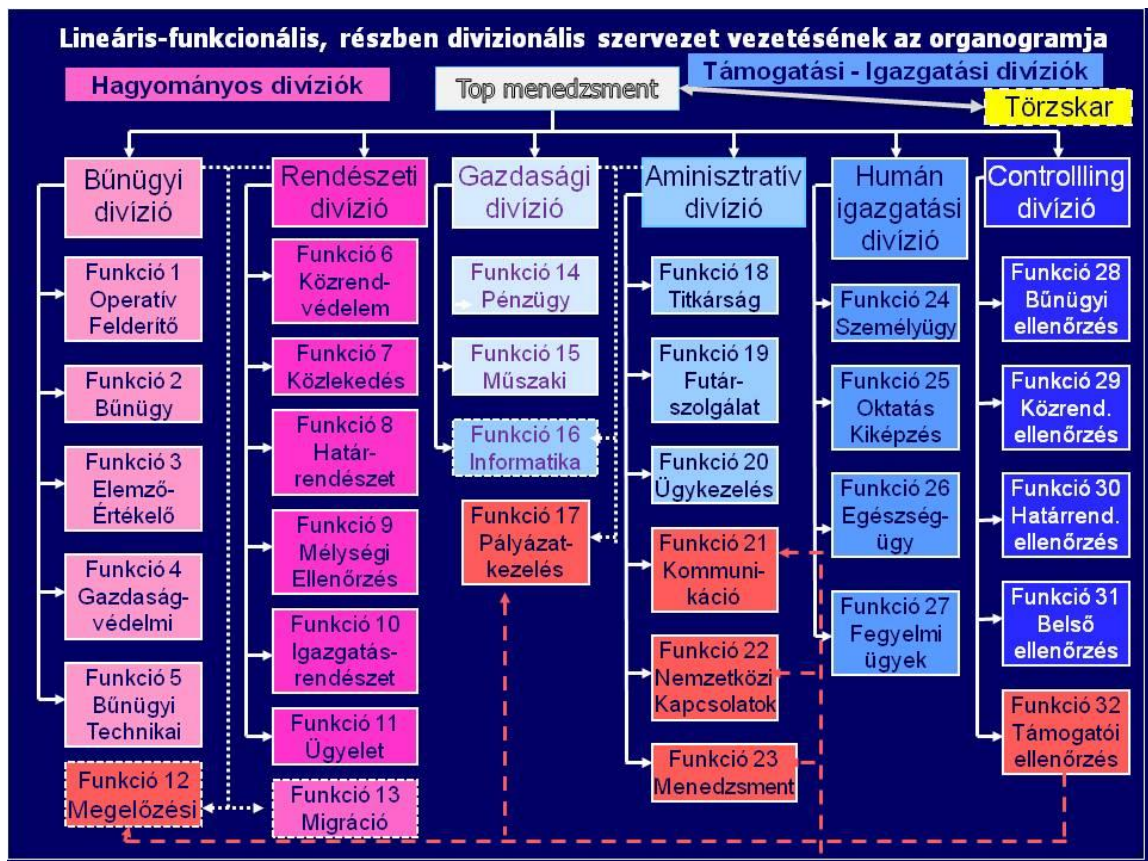 Lineáris-funkcionális, részben divizionális szervezet vezetésének az organogramja
Hagyományos divíziók
Top menedzsment
Támogatási - Igazgatási divíziók
Törzskar
Bűnügyi
divízió
Funkció 1
Operatív
Felderítő
Funkció 2
Bűnügy
Funkció 3
Elemző-
Értékelő
Funkció 4
Gazdaság-
védelmi
Funkció 5
Bűnügyi
Technikai
Funkció 12
Megelőzési
Rendészeti
divízió
Funkció 6
Közrend-
védelem
Funkció 7
Közlekedés
Funkció 8
Határ-
rendészet
Funkció 9
Mélységi
Ellenőrzés
Funkció 10
Igazgatás-
rendészet
Funkció 11
Ügyelet
Funkció 13
Migráció
Gazdasági
divízió
Funkció 14
Pénzügy
Funkció 15
Műszaki
Funkció 16
Informatika
Funkció 17
Pályázat-
kezelés
Aminisztratív
divízió
Funkció 18
Titkárság
Funkció 19
Futár-
szolgálat
Funkció 20
Ügykezelés
Funkció 21
Kommuni-
káció
Funkció 22
Nemzetközi
Kapcsolatok
Funkció 23
Menedzsment
Humán
igazgatási
divízió
Funkció 24
Személyügy
Funkció 25
Oktatás
Kiképzés
Funkció 26
Egészség-
ügy
Funkció 27
Fegyelmi
ügyek
Controllling
divízió
Funkció 28
Bűnügyi
ellenőrzés
Funkció 29
Közrend.
ellenőrzés
Funkció 30
Határrend.
ellenőrzés
Funkció 31
Belső
ellenőrzés
Funkció 32
Támogatói
ellenőrzés